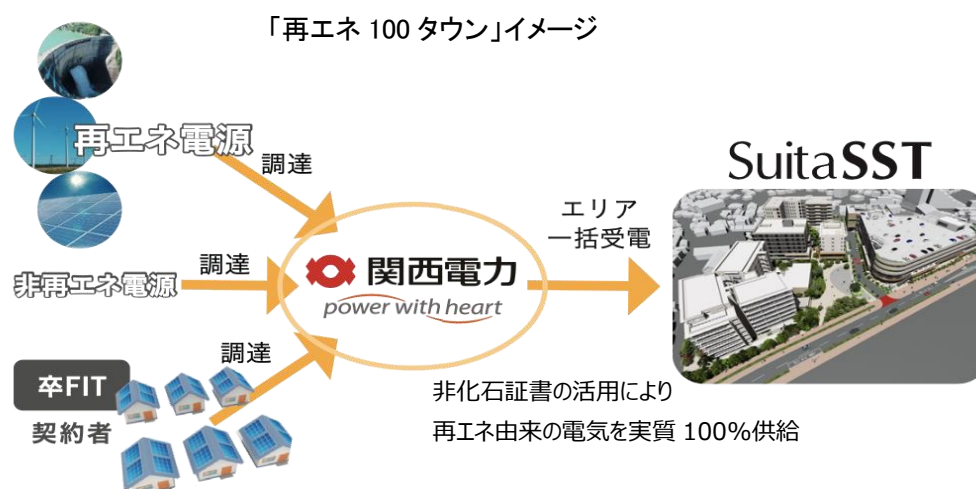 「再エネ 100 タウン」イメージ
再エネ電源
調達
非再エネ電源
調達
卒FIT
契約者
調達
関西電力
power with heart
エリア
一括受電
SuitaSST
非化石証書の活用により
再エネ由来の電気を実質 100%供給